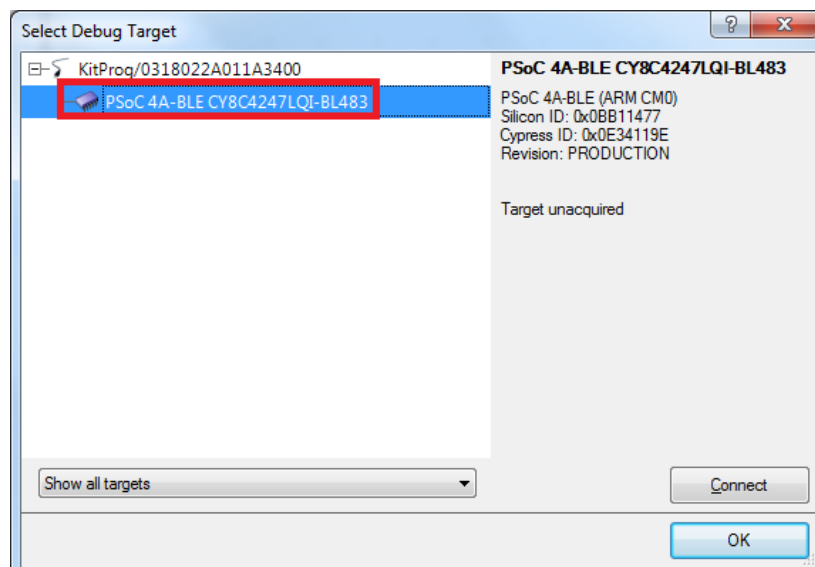 Select Debug Target
KitProg/0318022A011A3400
PSoC 4A-BLE CY8C4247LQI-BL483
PSoC 4A-BLE CY8C4247LQI-BL483
PSoC 4A-BLE (ARM CM0)
Silicon ID: 0x0BB11477
Cypress ID: 0x0E34119E
Revision: PRODUCTION
Target unacquired
Show all targets
Connect
OK